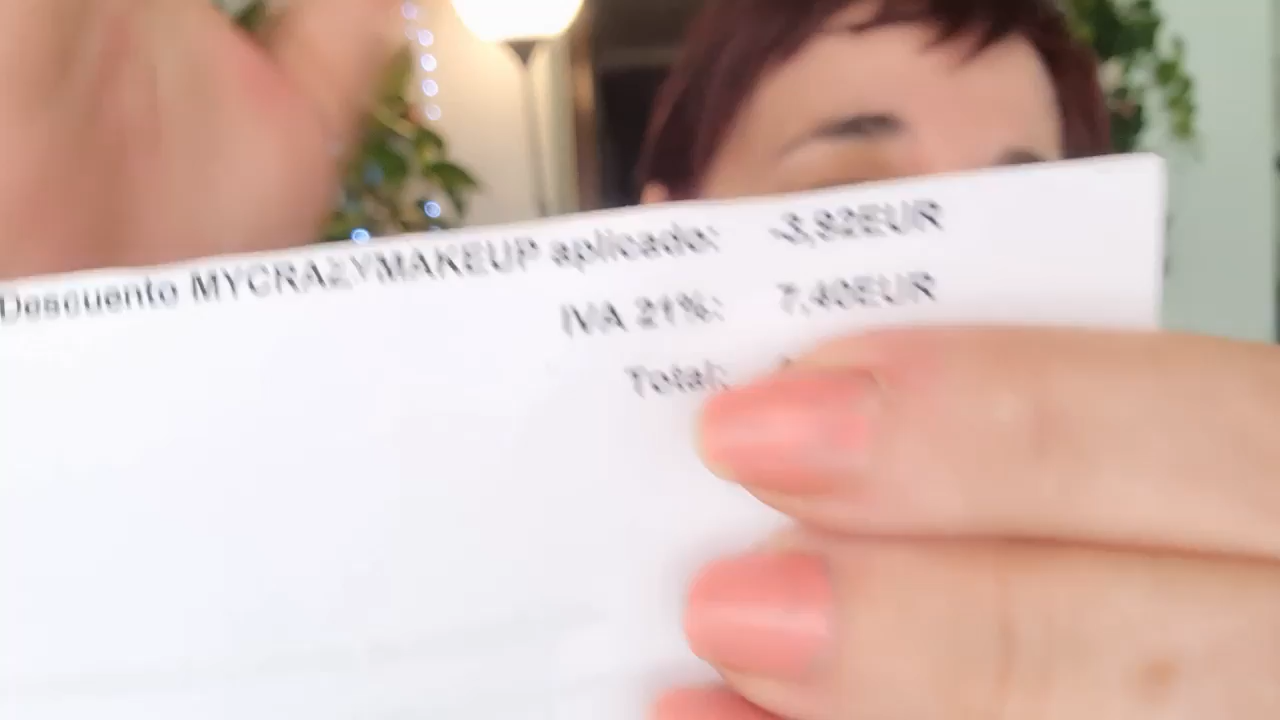 Descuento MYCRAZYMAKEUP aplicado: -3,92EUR
IVA 21%: 7,40EUR
Total: